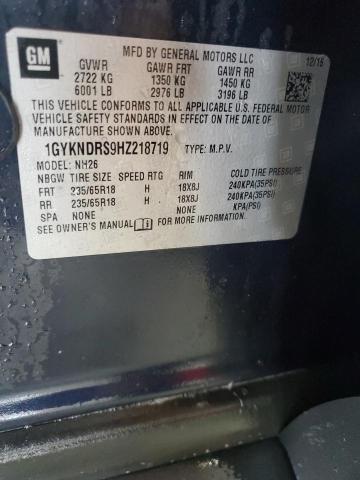 GM
MFD BY GENERAL MOTORS LLC 12/16
GVWR GAWR FRT GAWR RR
2722 KG 1350 KG 1450 KG
6001 LB 2976 LB 3196 LB
THIS VEHICLE CONFORMS TO ALL APPLICABLE U.S. FEDERAL MOTOR
VEHICLE SAFETY STANDARDS IN EFFECT ON THE DATE OF
MANUFACTURE SHOWN ABOVE.
1GYKNDRS9HZ218719 TYPE: M.P.V.
MODEL: NH26
NBGW TIRE SIZE SPEED RTG RIM COLD TIRE PRESSURE
FRT 235/65R18 H 18X8J 240KPA(35PSI)
RR 235/65R18 H 18X8J 240KPA(35PSI)
SPA NONE NONE KPA(PSI)
SEE OWNER'S MANUAL FOR MORE INFORMATION.